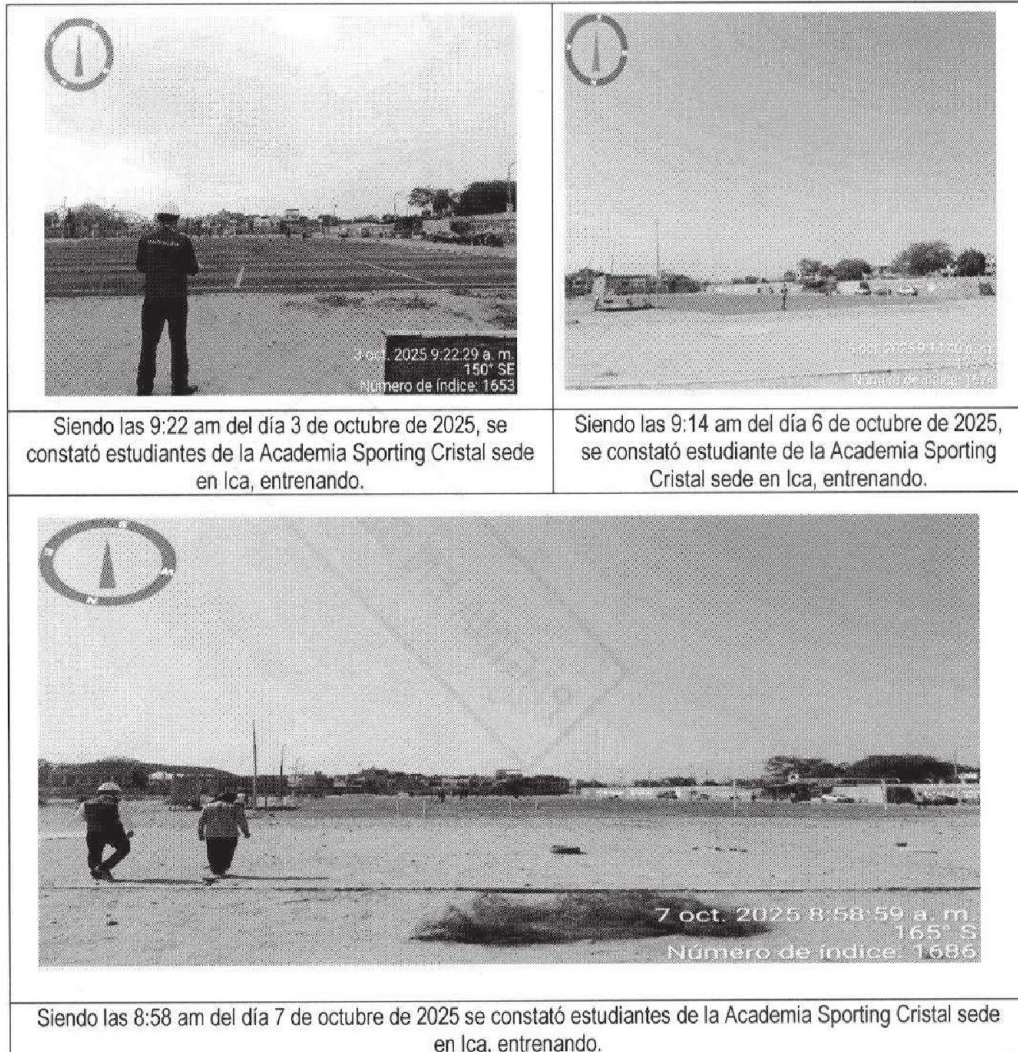 3 oct. 2025 9:22:29 a. m.
150° SE
Número de índice: 1653
Siendo las 9:22 am del día 3 de octubre de 2025, se
constató estudiantes de la Academia Sporting Cristal sede
en Ica, entrenando.
Número de índice:
Siendo las 9:14 am del día 6 de octubre de 2025,
se constató estudiante de la Academia Sporting
Cristal sede en Ica, entrenando.
7 oct. 2025 8:58:59 a. m.
165° S
Número de índice: 1686
Siendo las 8:58 am del día 7 de octubre de 2025 se constató estudiantes de la Academia Sporting Cristal sede
en Ica, entrenando.